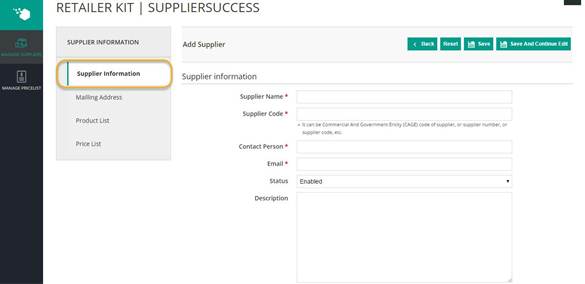 RETAILER KIT | SUPPLIERSUCCESS
MANAGE SUPPLIERS
MANAGE PRICELIST
SUPPLIER INFORMATION
Supplier Information
Mailling Address
Product List
Price List
Add Supplier
Back Reset Save Save And Continue Edit
Supplier information
Supplier Name *
Supplier Code *
It can be Commercial And Government Entity (CAGE) code of supplier, or supplier number, or
supplier code, etc.
Contact Person *
Email *
Status Enabled
Description